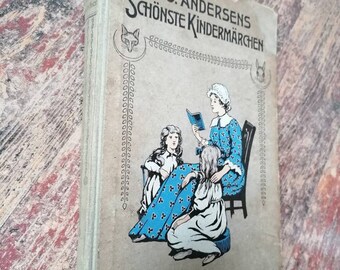 S. ANDERSENS
SCHÖNSTE KINDERMÄRCHEN